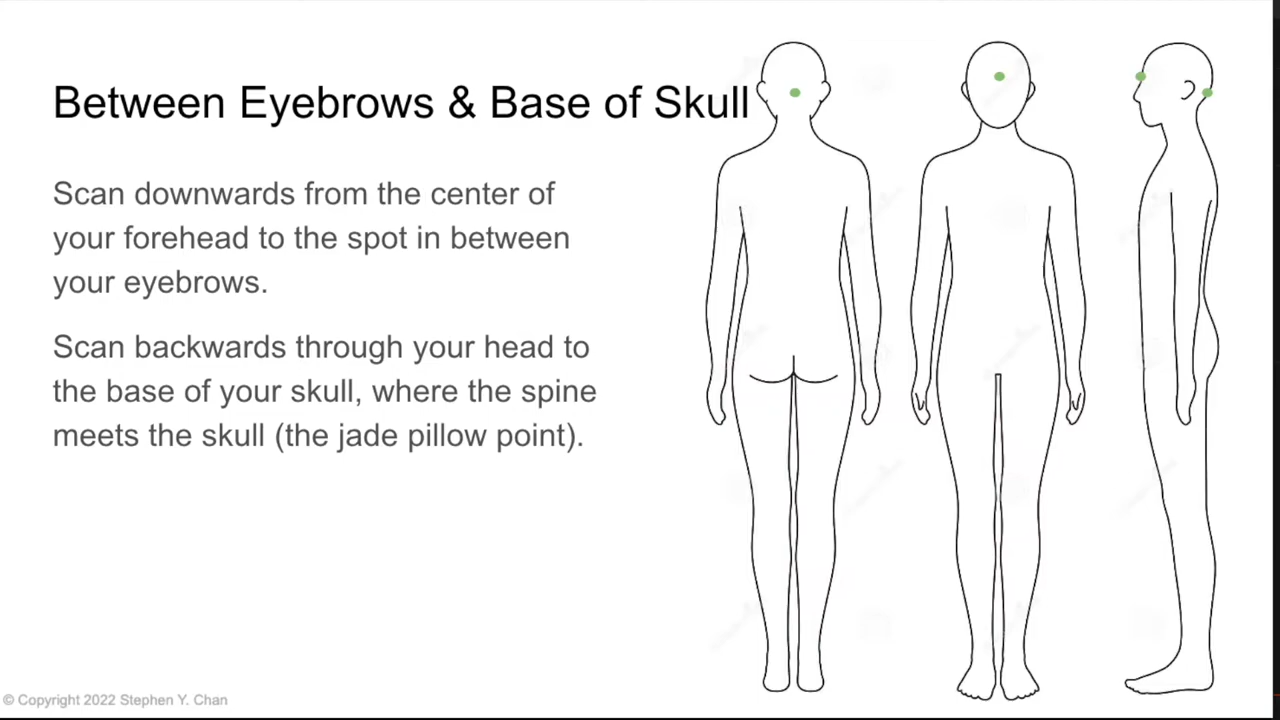 Between Eyebrows & Base of Skull
Scan downwards from the center of
your forehead to the spot in between
your eyebrows.
Scan backwards through your head to
the base of your skull, where the spine
meets the skull (the jade pillow point).
© Copyright 2022 Stephen Y. Chan